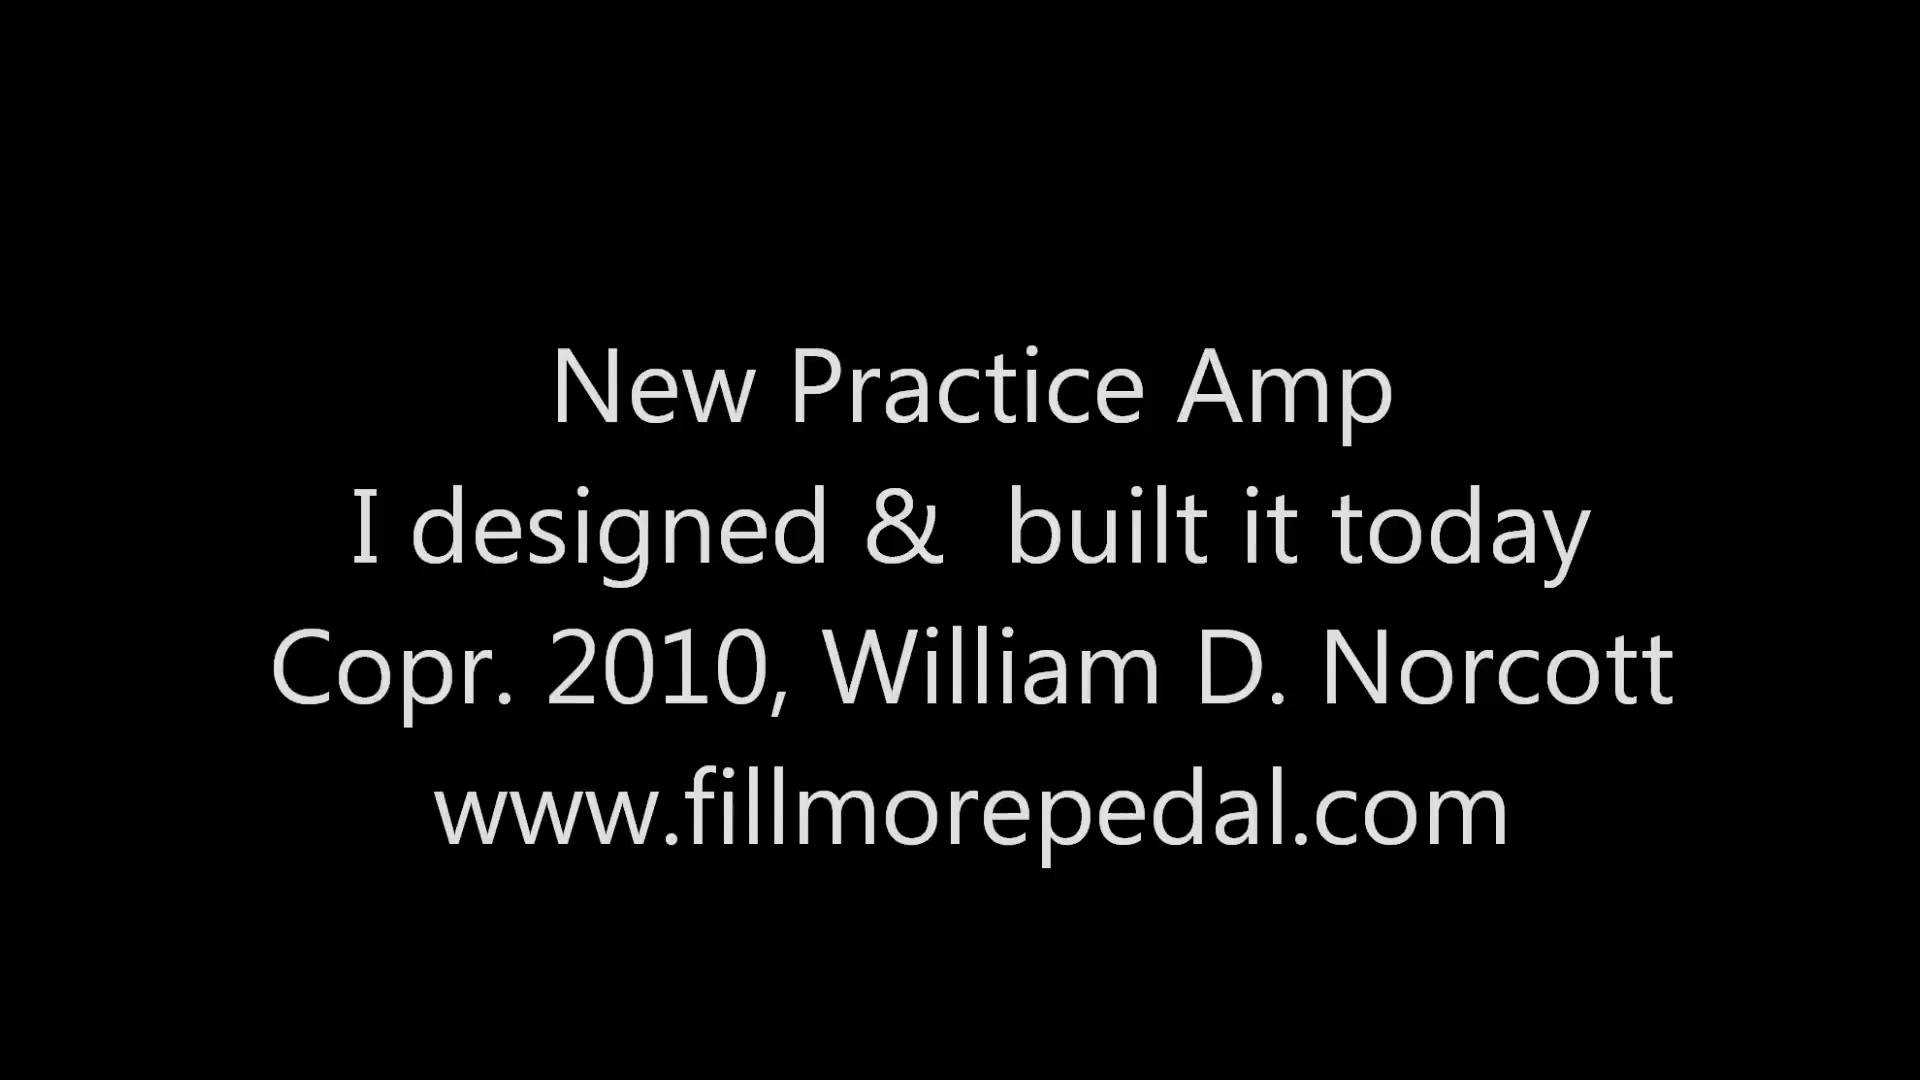 New Practice Amp
I designed &  built it today
Copr. 2010, William D. Norcott
www.fillmorepedal.com